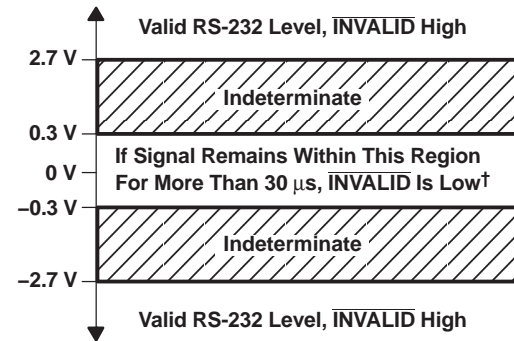 Valid RS-232 Level, INVALID High
2.7 V
Indeterminate
0.3 V
If Signal Remains Within This Region
0 V
For More Than 30 μs, INVALID Is Low†
–0.3 V
Indeterminate
–2.7 V
Valid RS-232 Level, INVALID High